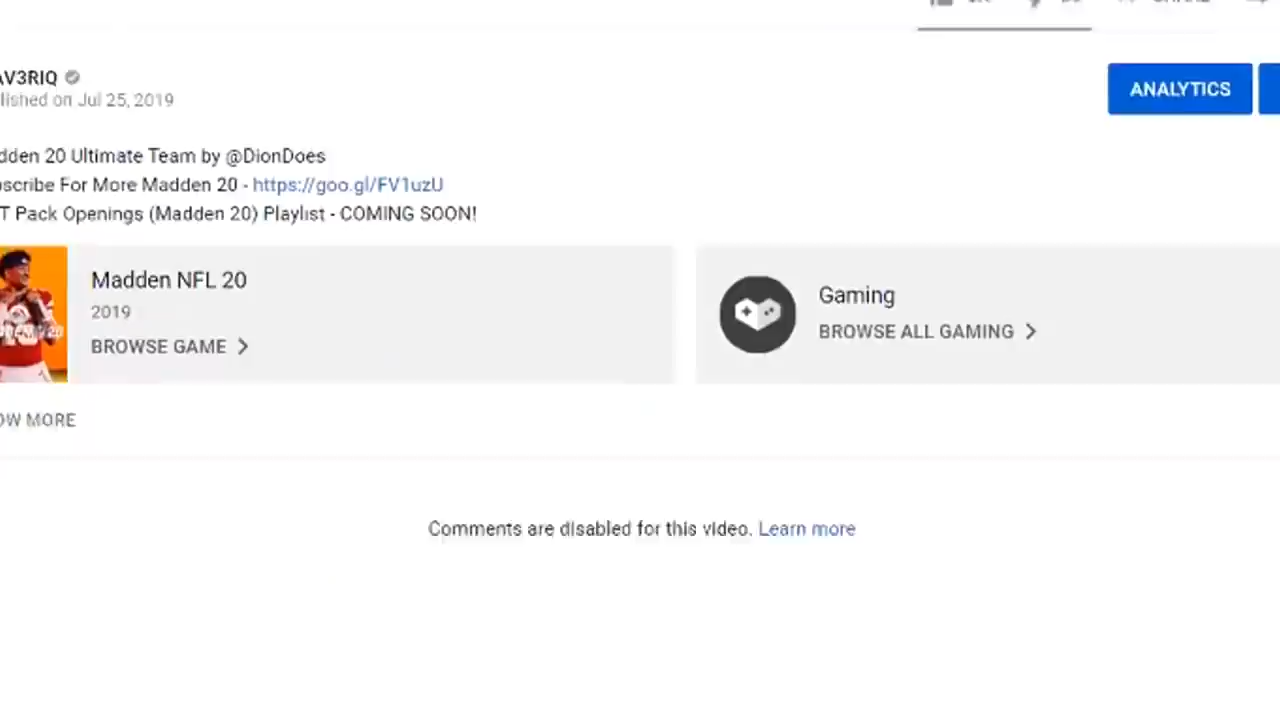 AV3RIQ
lished on Jul 25, 2019
ANALYTICS
dden 20 Ultimate Team by @DionDoes
scribe For More Madden 20 - https://goo.gl/FV1uzU
T Pack Openings (Madden 20) Playlist - COMING SOON!
Madden NFL 20
2019
BROWSE GAME
Gaming
BROWSE ALL GAMING
OW MORE
Comments are disabled for this video. Learn more